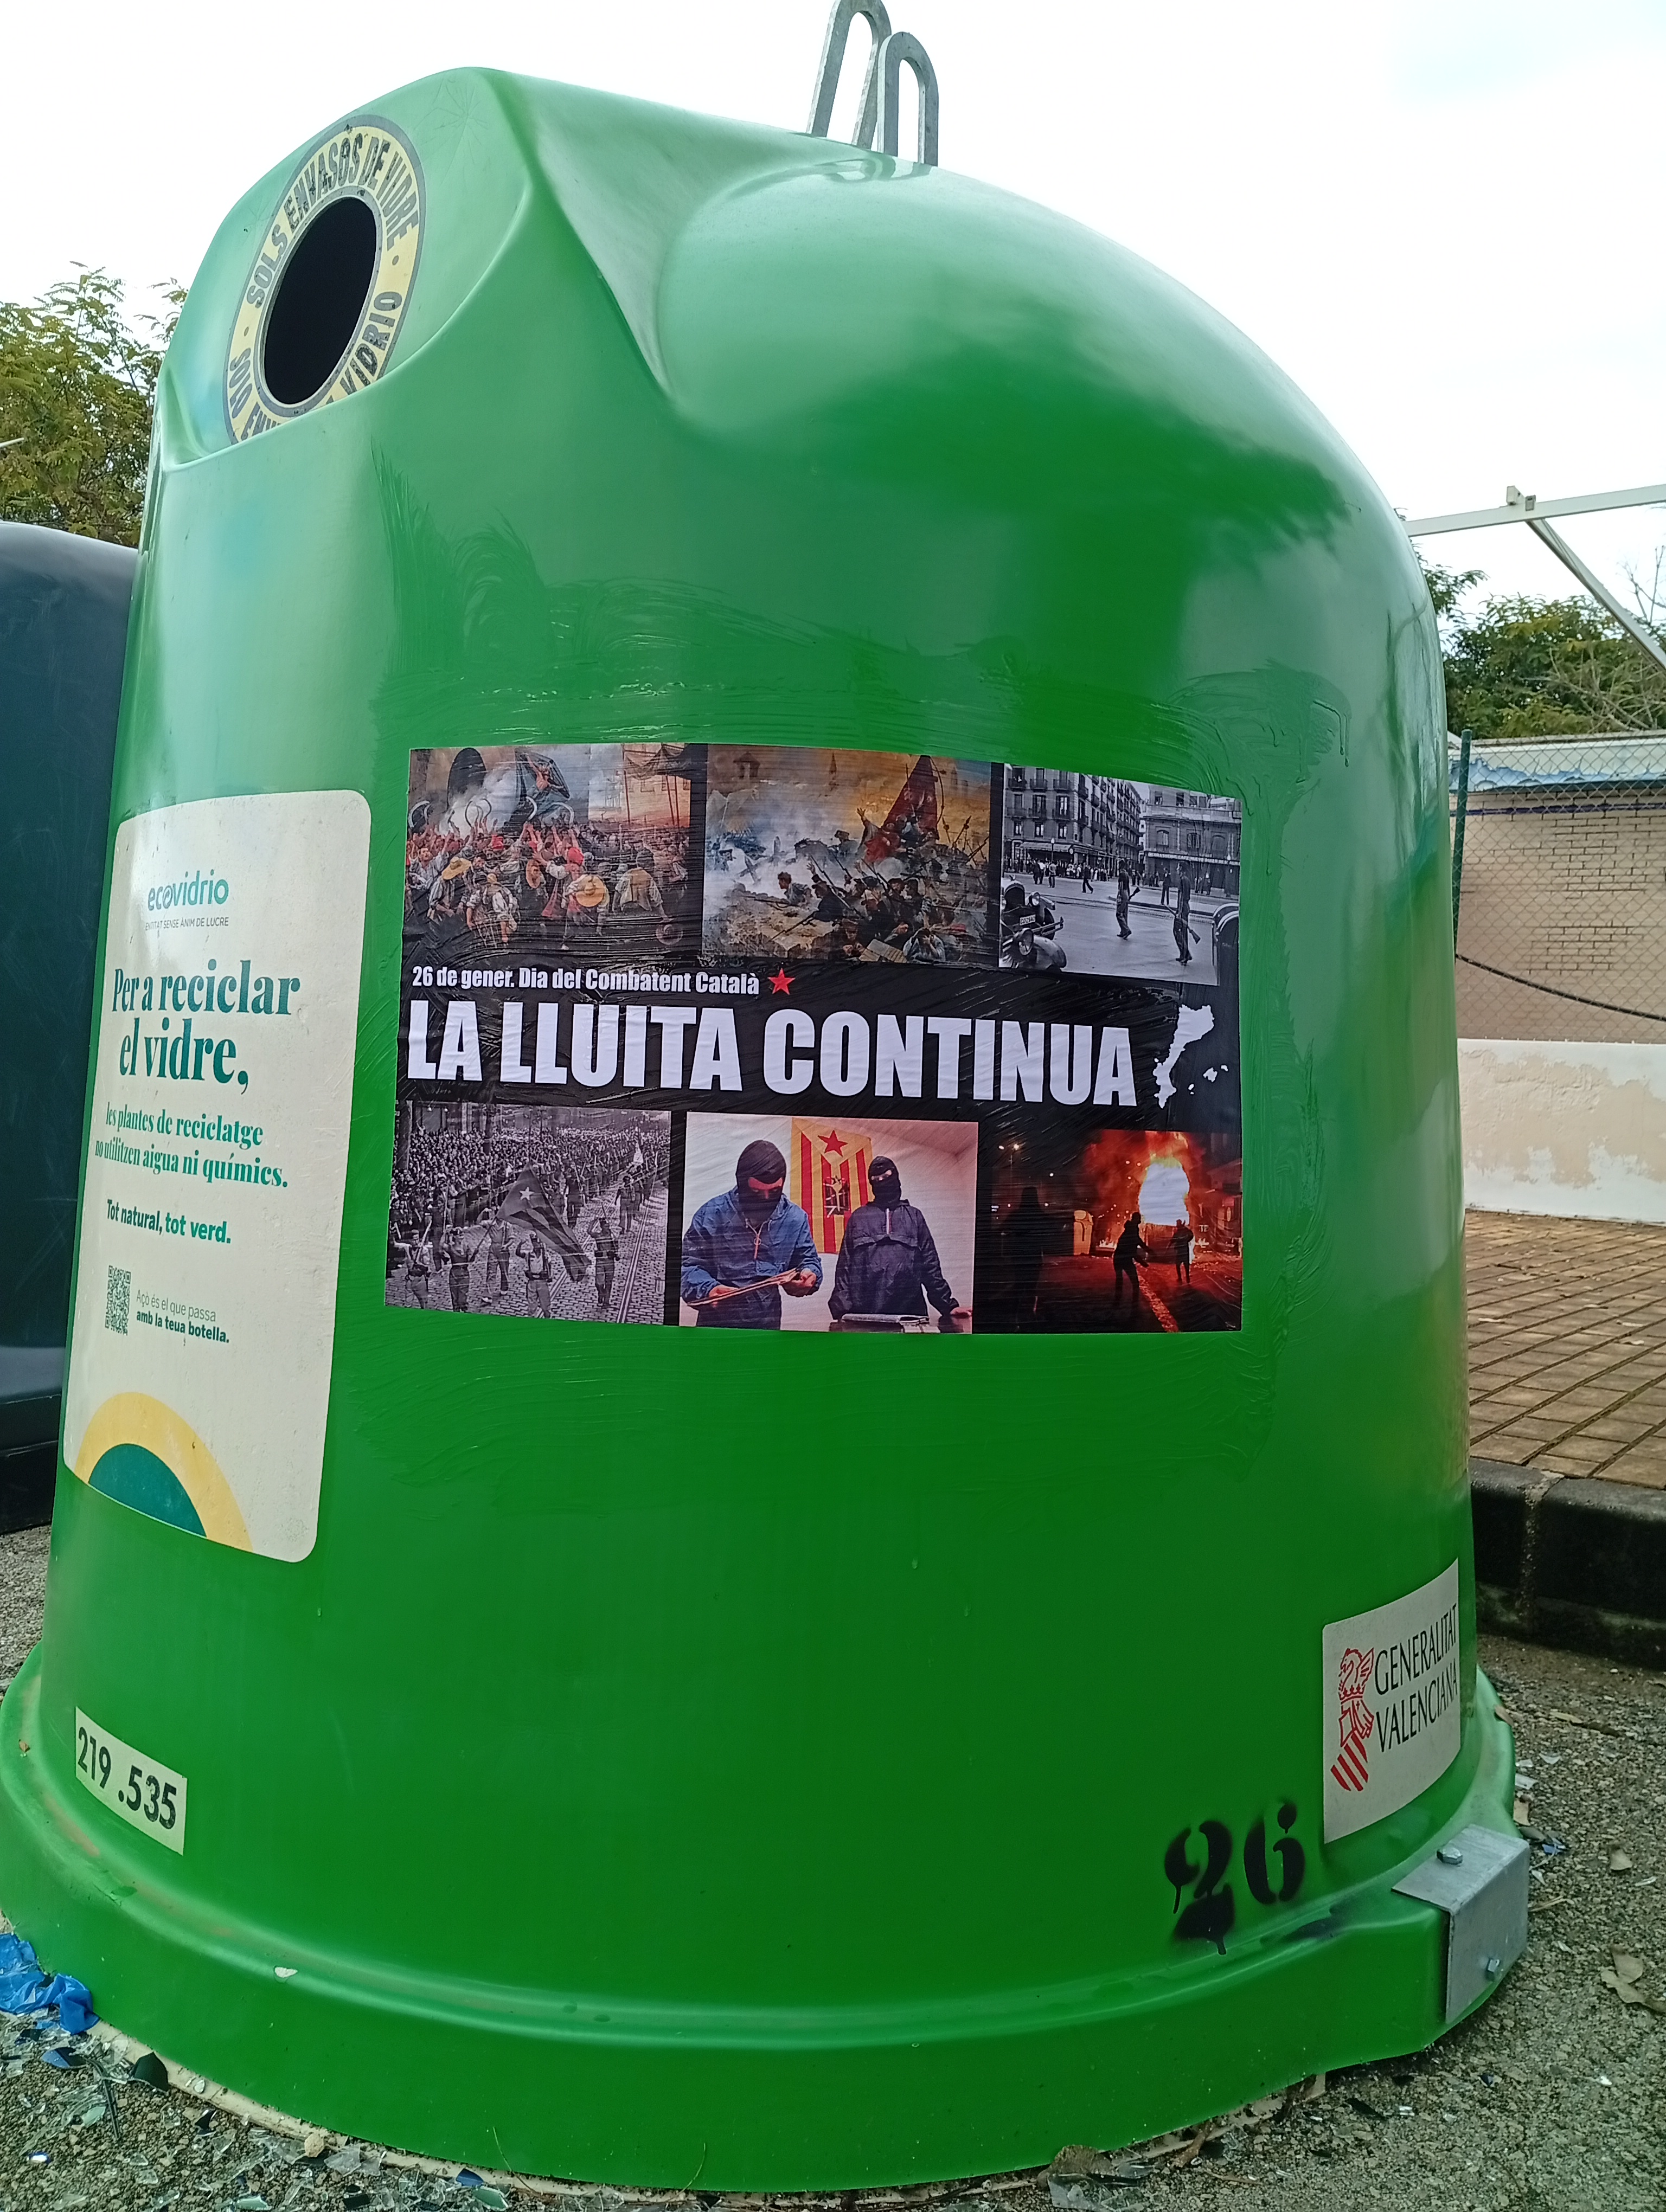 SOLS ENVASOS DE VIDRE
SOLO
VIDRIO
ecovidrio
ENTITAT SENSE ÀNIM DE LUCRE
Per a reciclar
el vidre,
les plantes de reciclatge
no utilitzen aigua ni químics.
Tot natural, tot verd.
Açò és el que passa
amb la teua botella.
26 de gener. Dia del Combatent Català
LA LLUITA CONTINUA
GENERALITAT
VALENCIANA
219.535
26